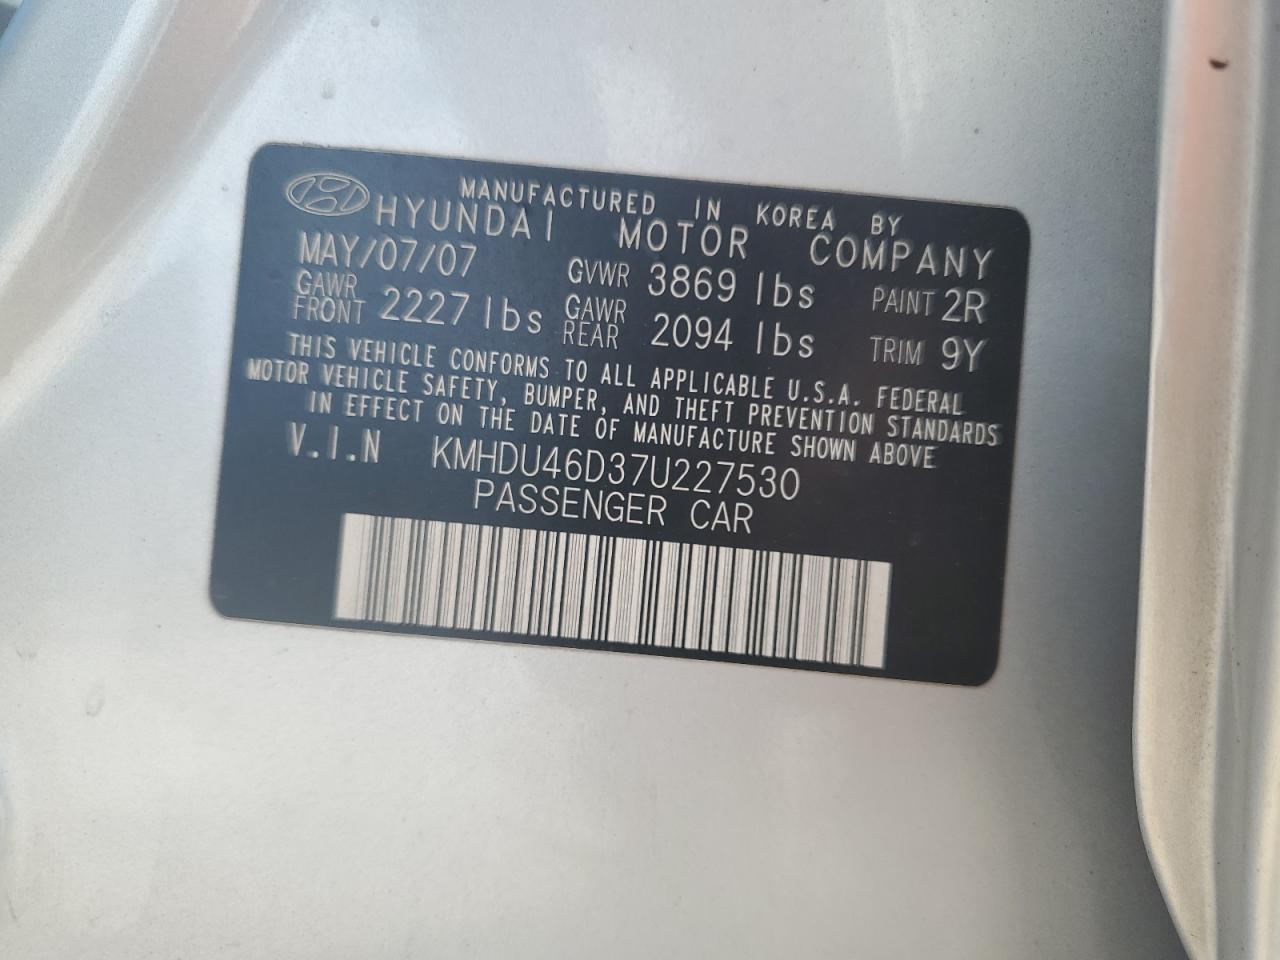 MANUFACTURED IN KOREA BY
HYUNDAI MOTOR COMPANY
MAY/07/07 GVWR 3869 lbs PAINT 2R
GAWR FRONT 2227 lbs GAWR REAR 2094 lbs TRIM 9Y
THIS VEHICLE CONFORMS TO ALL APPLICABLE U.S.A. FEDERAL
MOTOR VEHICLE SAFETY, BUMPER, AND THEFT PREVENTION STANDARDS
IN EFFECT ON THE DATE OF MANUFACTURE SHOWN ABOVE
V.I.N KMHDU46D37U227530
PASSENGER CAR